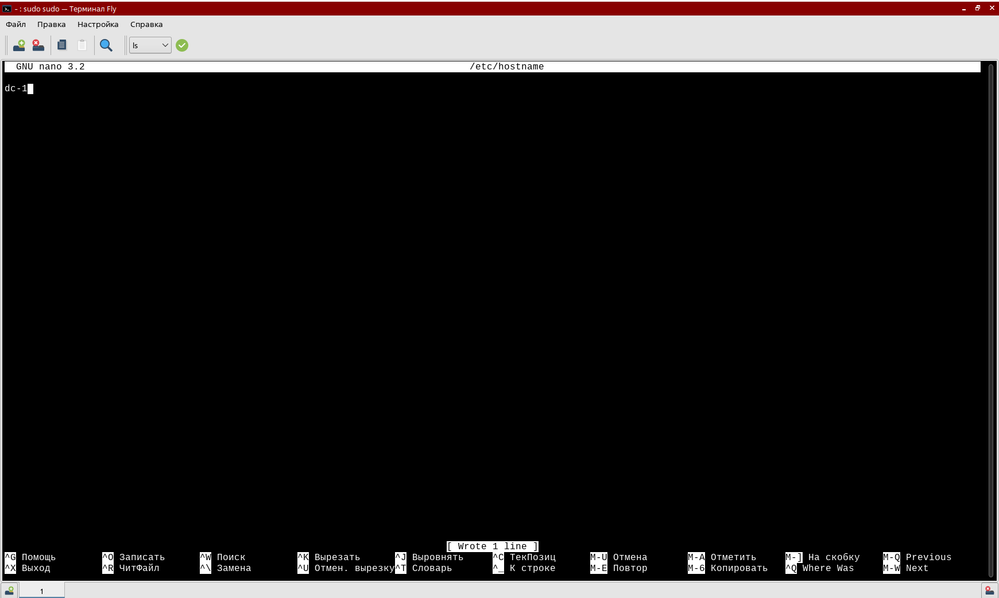 - : sudo sudo — Терминал Fly
Файл Правка Настройка Справка
ls
GNU nano 3.2 /etc/hostname
dc-1
[ Wrote 1 line ]
^G Помощь ^O Записать ^W Поиск ^K Вырезать ^J Выровнять ^C ТекПозиц M-U Отмена M-A Отметить M-] На скобку M-Q Previous
^X Выход ^R ЧитФайл ^\ Замена ^U Отмен. вырезку^T Словарь ^_ К строке M-E Повтор M-6 Копировать ^Q Where Was M-W Next
1